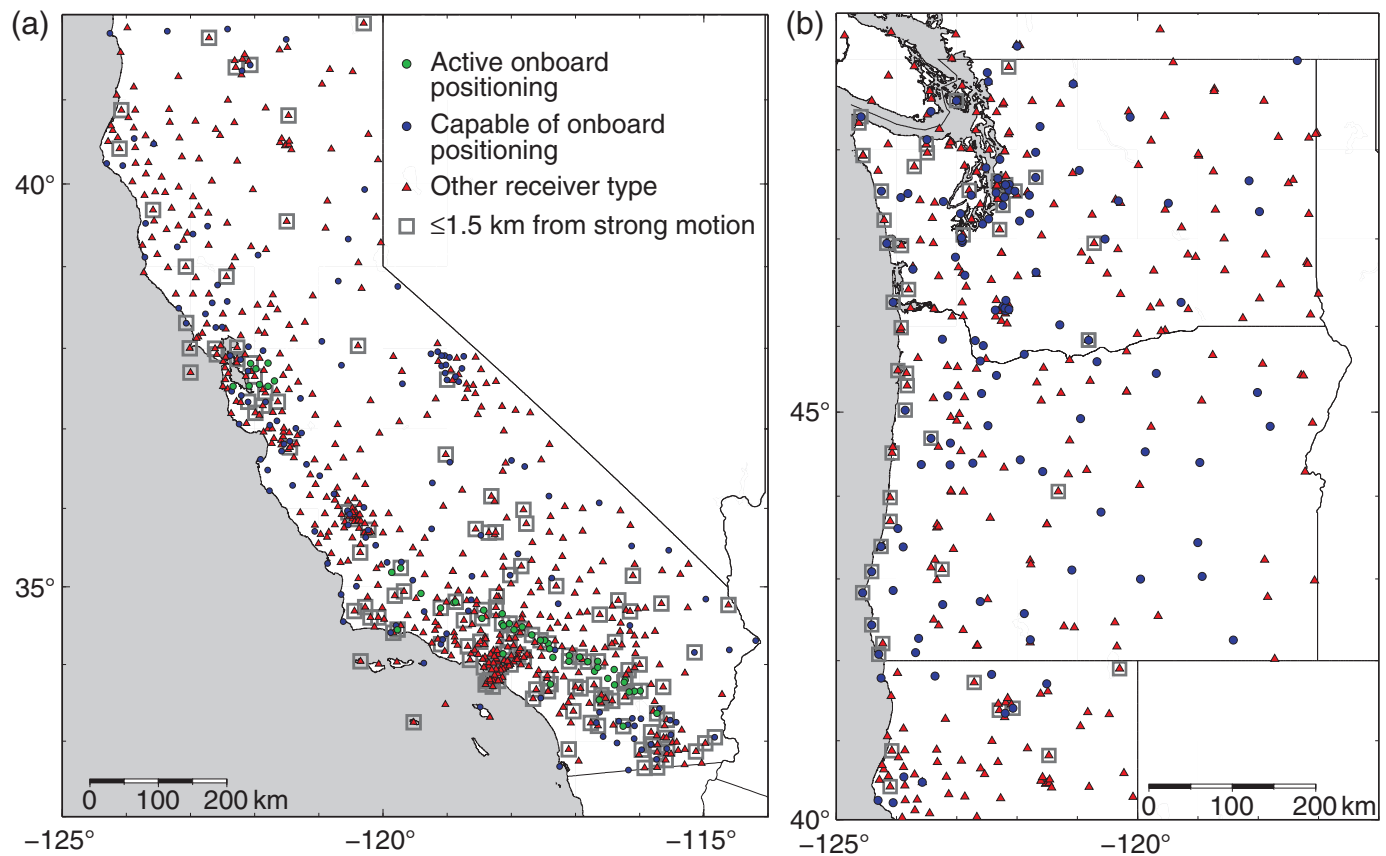 (a)
Active onboard
positioning
Capable of onboard
positioning
Other receiver type
≤1.5 km from strong motion
40°
35°
0 100 200 km
−125° −120° −115°
(b)
45°
40°
0 100 200 km
−125° −120°